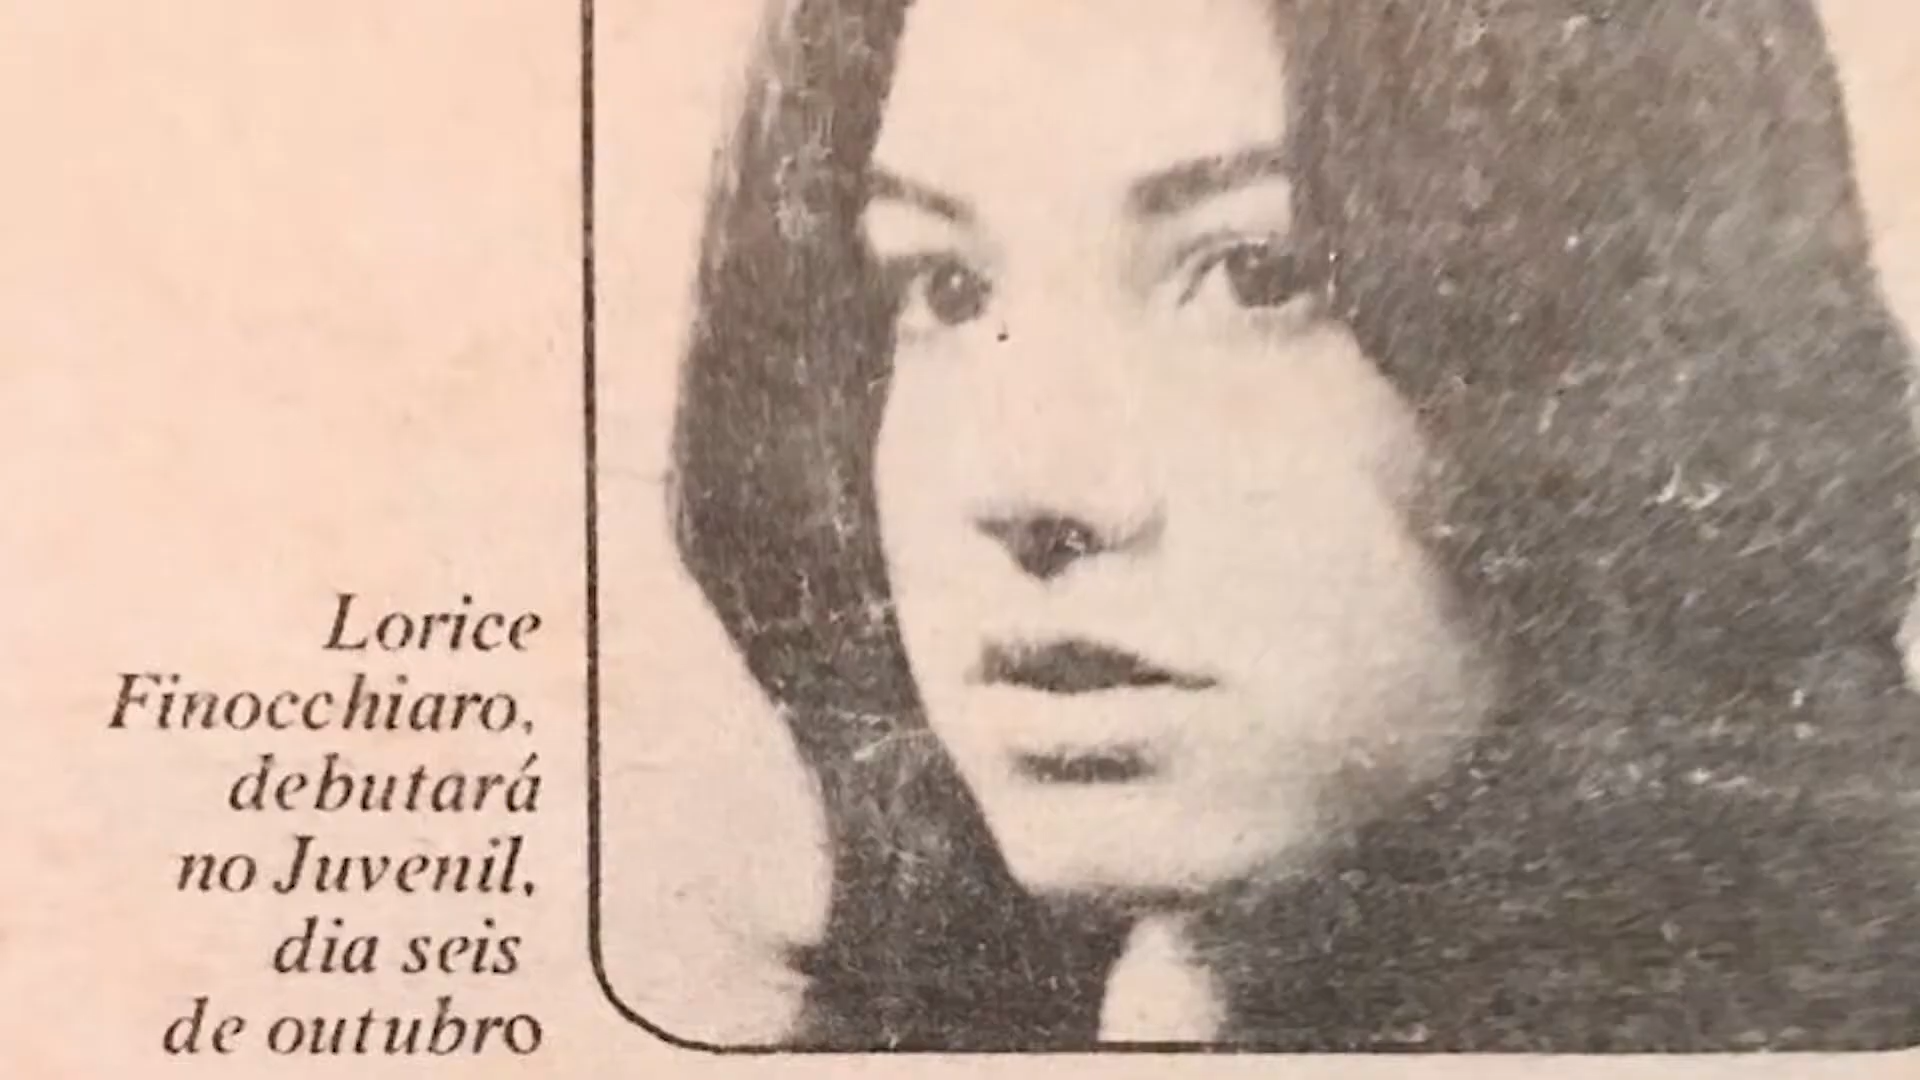 Lorice
Finocchiaro,
debutará
no Juvenil,
dia seis
de outubro